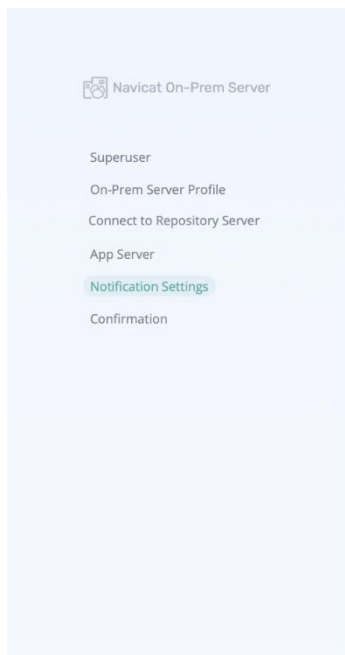 Navicat On-Prem Server
Superuser
On-Prem Server Profile
Connect to Repository Server
App Server
Notification Settings
Confirmation